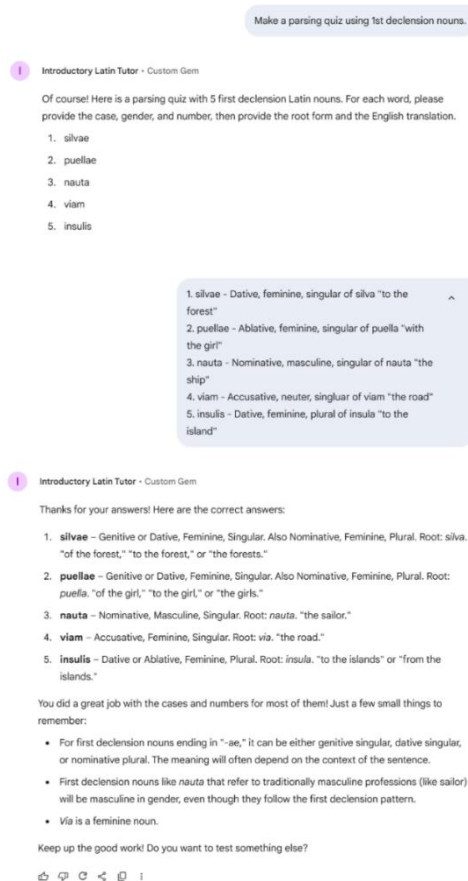 Make a parsing quiz using 1st declension nouns.
I Introductory Latin Tutor • Custom Gem
Of course! Here is a parsing quiz with 5 first declension Latin nouns. For each word, please
provide the case, gender, and number, then provide the root form and the English translation.
1. silvae
2. puellae
3. nauta
4. viam
5. insulis
1. silvae - Dative, feminine, singular of silva "to the
forest"
2. puellae - Ablative, feminine, singular of puella "with
the girl"
3. nauta - Nominative, masculine, singular of nauta "the
ship"
4. viam - Accusative, neuter, singluar of viam "the road"
5. insulis - Dative, feminine, plural of insula "to the
island"
I Introductory Latin Tutor • Custom Gem
Thanks for your answers! Here are the correct answers:
1. silvae – Genitive or Dative, Feminine, Singular. Also Nominative, Feminine, Plural. Root: silva.
"of the forest," "to the forest," or "the forests."
2. puellae – Genitive or Dative, Feminine, Singular. Also Nominative, Feminine, Plural. Root:
puella. "of the girl," "to the girl," or "the girls."
3. nauta – Nominative, Masculine, Singular. Root: nauta. "the sailor."
4. viam – Accusative, Feminine, Singular. Root: via. "the road."
5. insulis – Dative or Ablative, Feminine, Plural. Root: insula. "to the islands" or "from the
islands."
You did a great job with the cases and numbers for most of them! Just a few small things to
remember:
• For first declension nouns ending in "-ae," it can be either genitive singular, dative singular,
or nominative plural. The meaning will often depend on the context of the sentence.
• First declension nouns like nauta that refer to traditionally masculine professions (like sailor)
will be masculine in gender, even though they follow the first declension pattern.
• Via is a feminine noun.
Keep up the good work! Do you want to test something else?